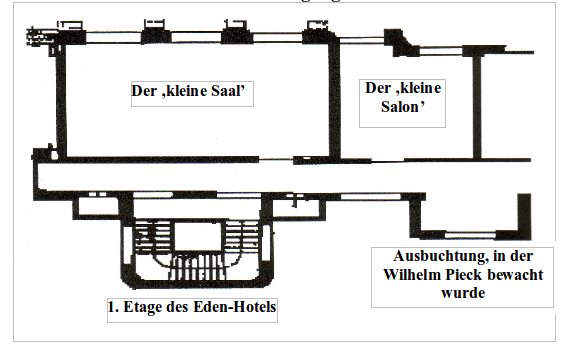 Der ‚kleine Saal’
Der ‚kleine
Salon’
Ausbuchtung, in der
Wilhelm Pieck bewacht
wurde
1. Etage des Eden-Hotels